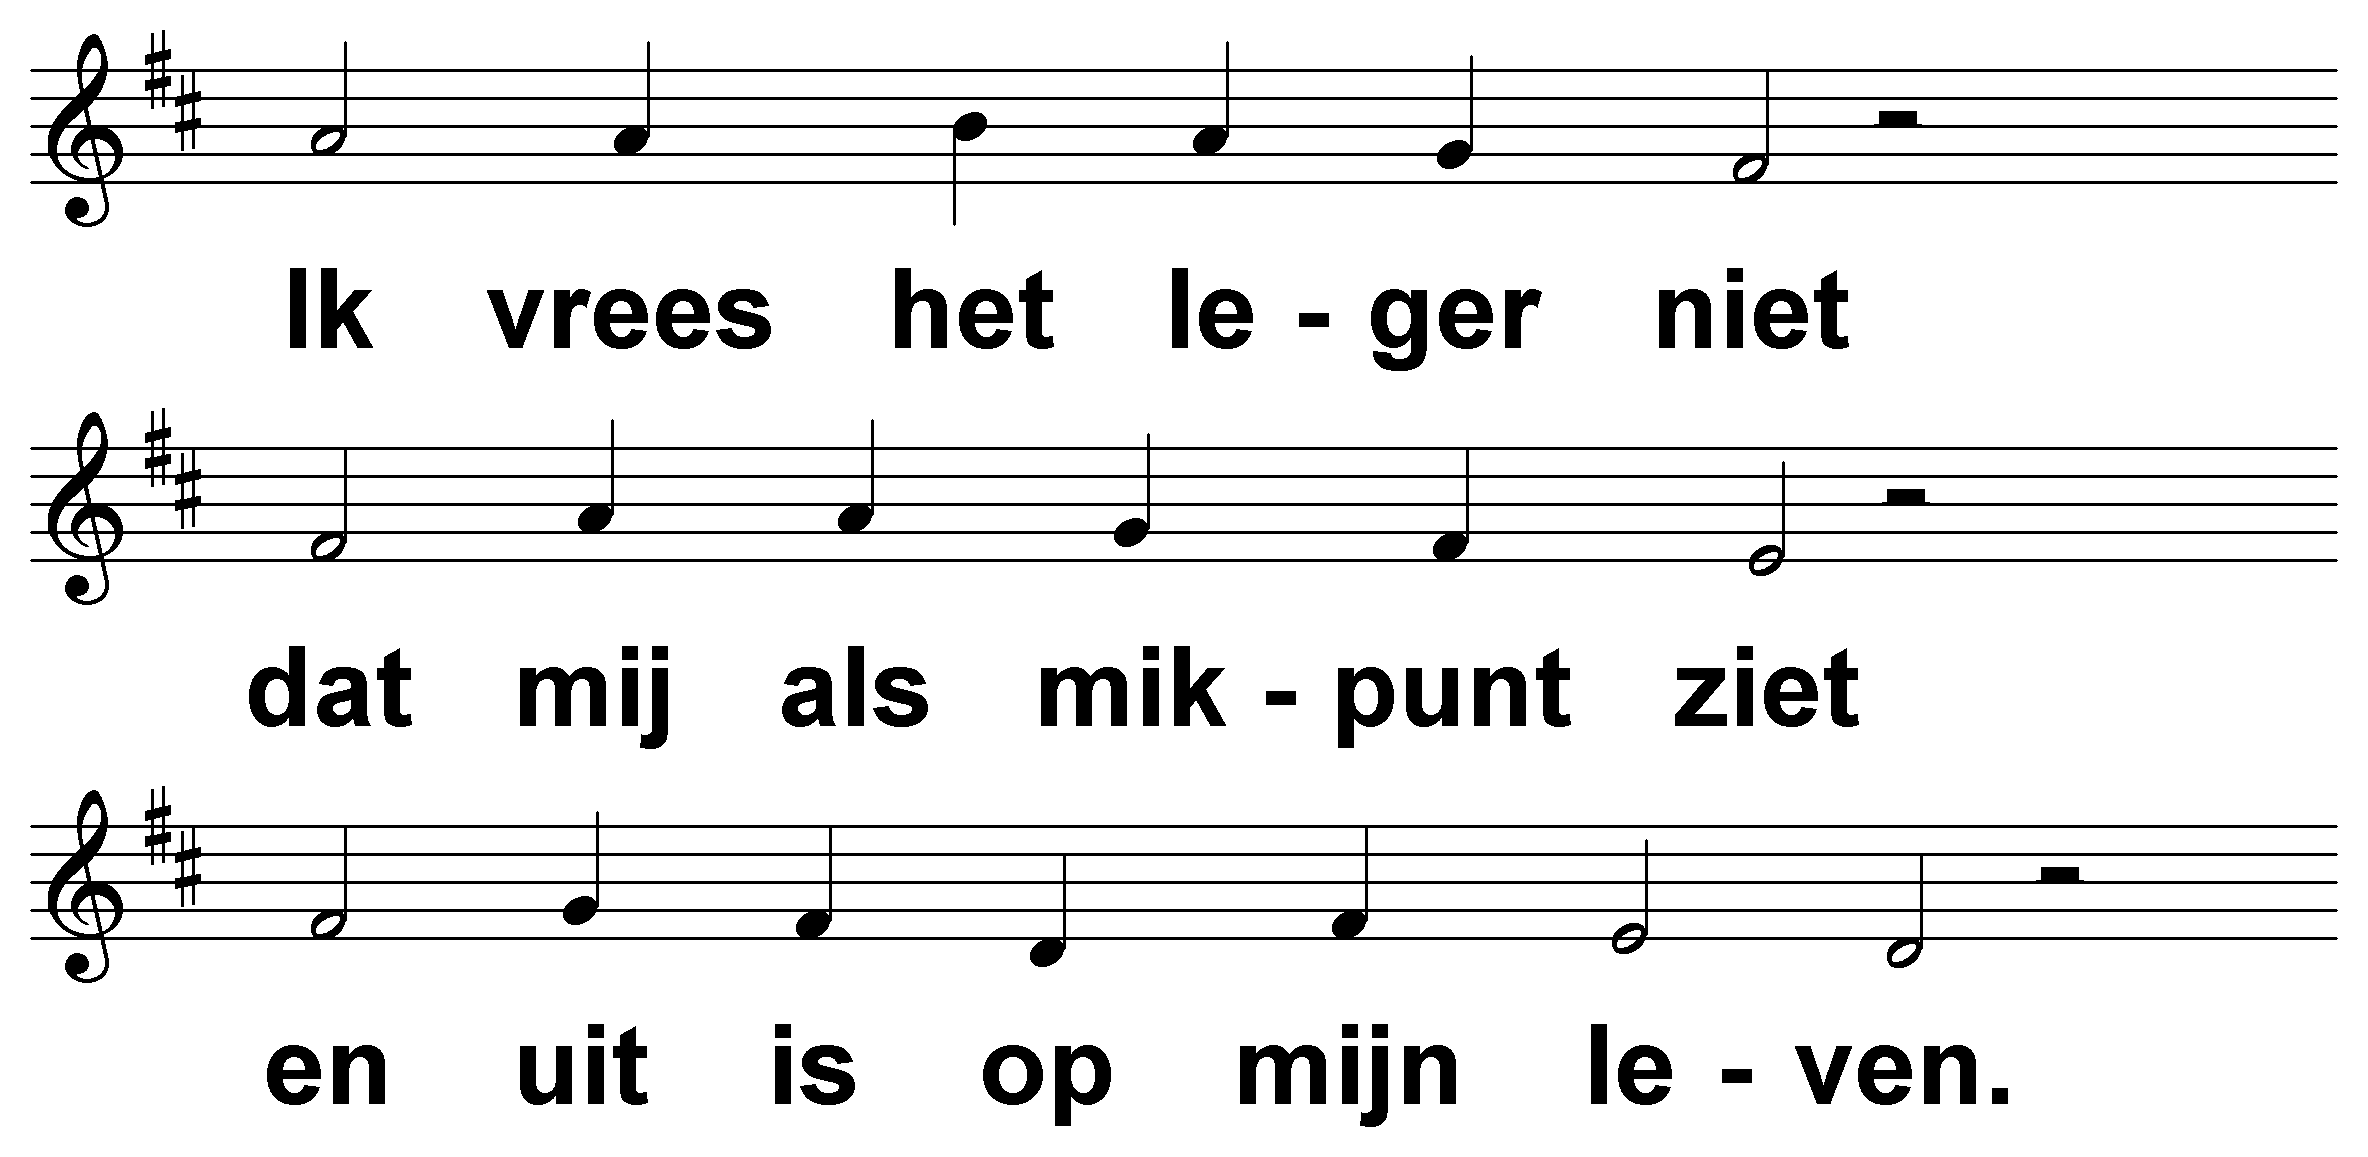 Ik vrees het le - ger niet
dat mij als mik - punt ziet
en uit is op mijn le - ven.